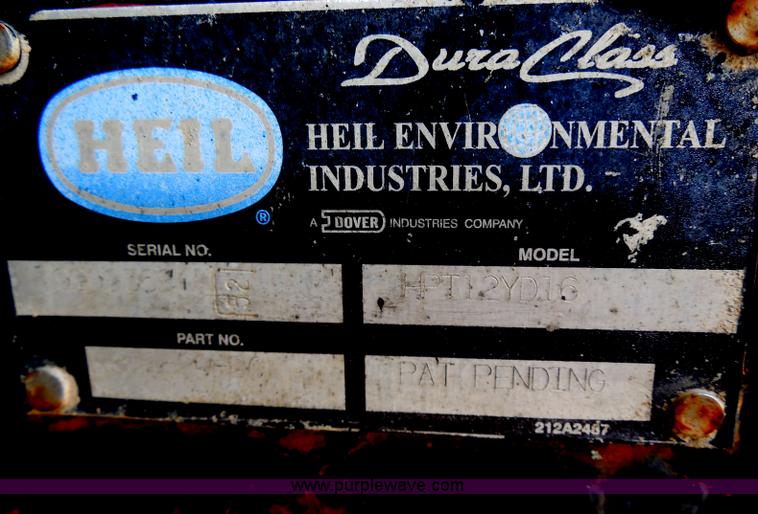 DuraClass
HEIL
®
HEIL ENVIRONMENTAL
INDUSTRIES, LTD.
A DOVER INDUSTRIES COMPANY
SERIAL NO.
MODEL
HPT12YD16
PART NO.
PAT PENDING
212A2487
www.purplewave.com